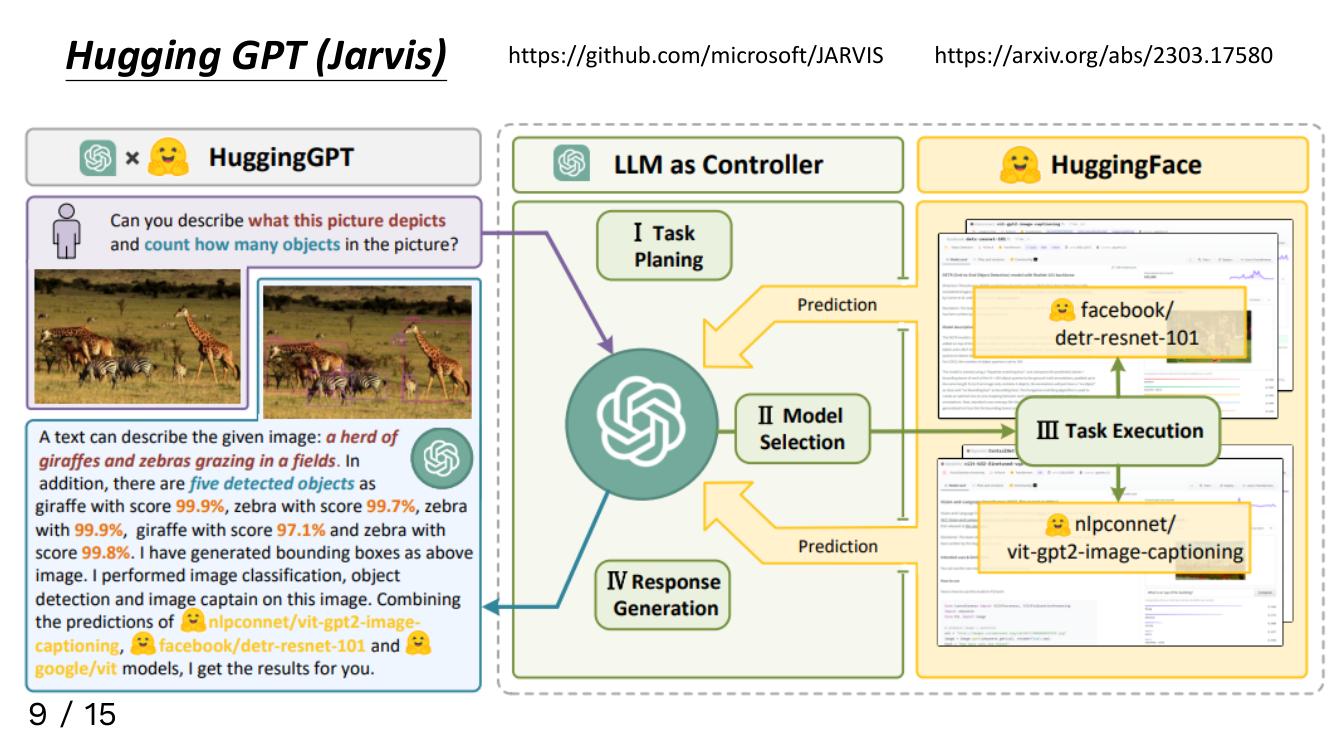 Hugging GPT (Jarvis)
https://github.com/microsoft/JARVIS
https://arxiv.org/abs/2303.17580
× HuggingGPT
Can you describe what this picture depicts
and count how many objects in the picture?
A text can describe the given image: a herd of
giraffes and zebras grazing in a fields. In
addition, there are five detected objects as
giraffe with score 99.9%, zebra with score 99.7%, zebra
with 99.9%, giraffe with score 97.1% and zebra with
score 99.8%. I have generated bounding boxes as above
image. I performed image classification, object
detection and image captain on this image. Combining
the predictions of nlpconnect/vit-gpt2-image-
captioning, facebook/detr-resnet-101 and
google/vit models, I get the results for you.
LLM as Controller
Ⅰ Task
Planing
Prediction
Ⅱ Model
Selection
Prediction
Ⅳ Response
Generation
HuggingFace
facebook/
detr-resnet-101
Ⅲ Task Execution
nlpconnect/
vit-gpt2-image-captioning
9 / 15